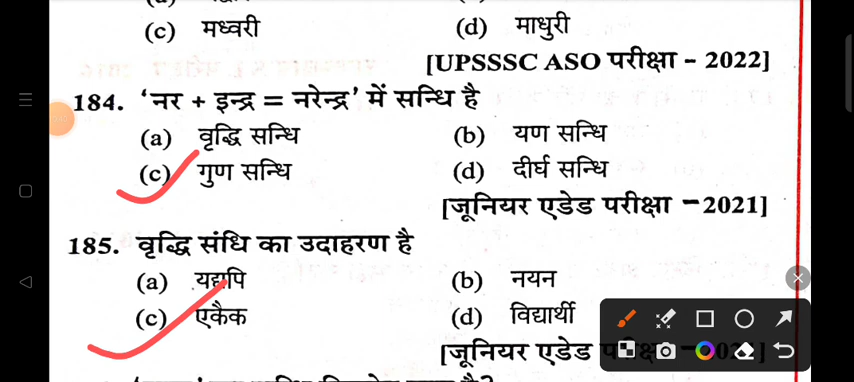 (c) मध्वरी (d) माधुरी
[UPSSSC ASO परीक्षा - 2022]
184. ‘नर + इन्द्र = नरेन्द्र’ में सन्धि है
(a) वृद्धि सन्धि (b) यण सन्धि
(c) गुण सन्धि (d) दीर्घ सन्धि
[जूनियर एडेड परीक्षा -2021]
185. वृद्धि संधि का उदाहरण है
(a) यद्यपि (b) नयन
(c) एकैक (d) विद्यार्थी
[जूनियर एडेड